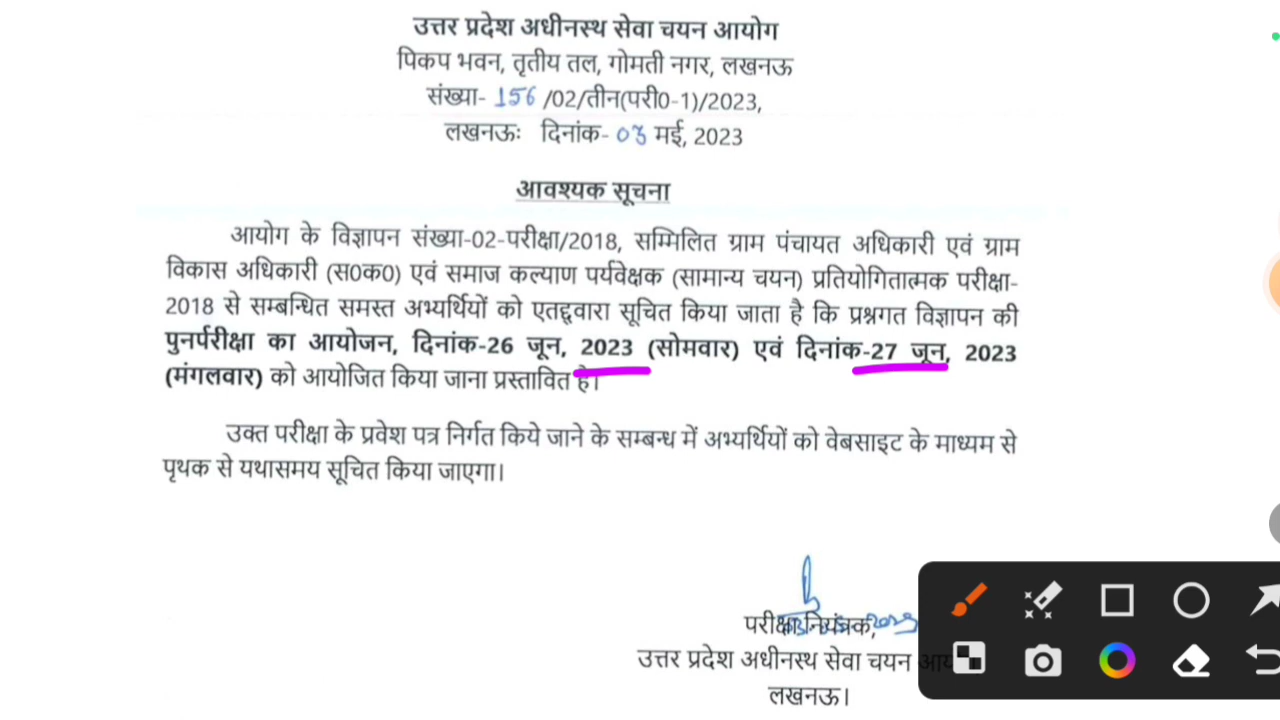 उत्तर प्रदेश अधीनस्थ सेवा चयन आयोग
पिकप भवन, तृतीय तल, गोमती नगर, लखनऊ
संख्या- 156 /02/तीन(परी0-1)/2023,
लखनऊः दिनांक- 03 मई, 2023
आवश्यक सूचना
आयोग के विज्ञापन संख्या-02-परीक्षा/2018, सम्मिलित ग्राम पंचायत अधिकारी एवं ग्राम
विकास अधिकारी (स0क0) एवं समाज कल्याण पर्यवेक्षक (सामान्य चयन) प्रतियोगितात्मक परीक्षा-
2018 से सम्बन्धित समस्त अभ्यर्थियों को एतद्द्वारा सूचित किया जाता है कि प्रश्नगत विज्ञापन की
पुनर्परीक्षा का आयोजन, दिनांक-26 जून, 2023 (सोमवार) एवं दिनांक-27 जून, 2023
(मंगलवार) को आयोजित किया जाना प्रस्तावित है।
उक्त परीक्षा के प्रवेश पत्र निर्गत किये जाने के सम्बन्ध में अभ्यर्थियों को वेबसाइट के माध्यम से
पृथक से यथासमय सूचित किया जाएगा।
परीक्षा नियंत्रक,
उत्तर प्रदेश अधीनस्थ सेवा चयन
लखनऊ।